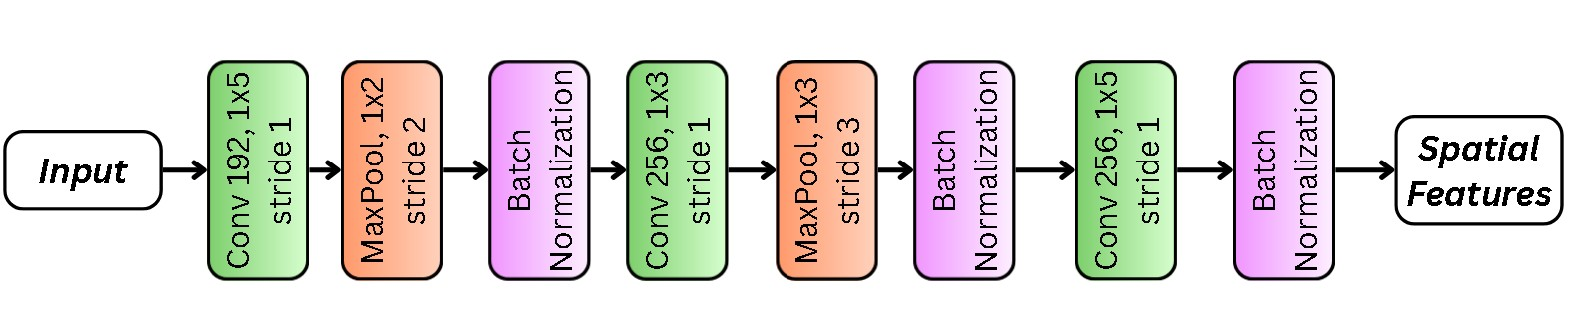 Input
Conv 192, 1x5
stride 1
MaxPool, 1x2
stride 2
Batch
Normalization
Conv 256, 1x3
stride 1
MaxPool, 1x3
stride 3
Batch
Normalization
Conv 256, 1x5
stride 1
Batch
Normalization
Spatial
Features